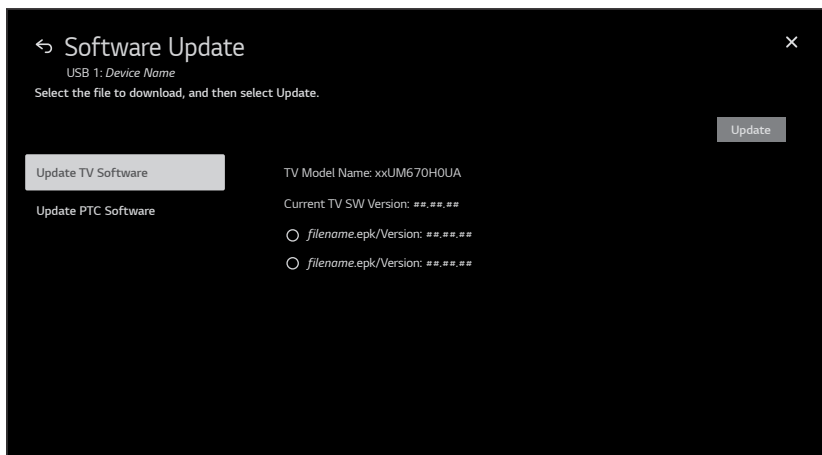 Software Update
USB 1: Device Name
Select the file to download, and then select Update.
Update
Update TV Software
TV Model Name: xxUM670H0UA
Current TV SW Version: ##.##.##
Update PTC Software
filename.epk/Version: ##.##.##
filename.epk/Version: ##.##.##